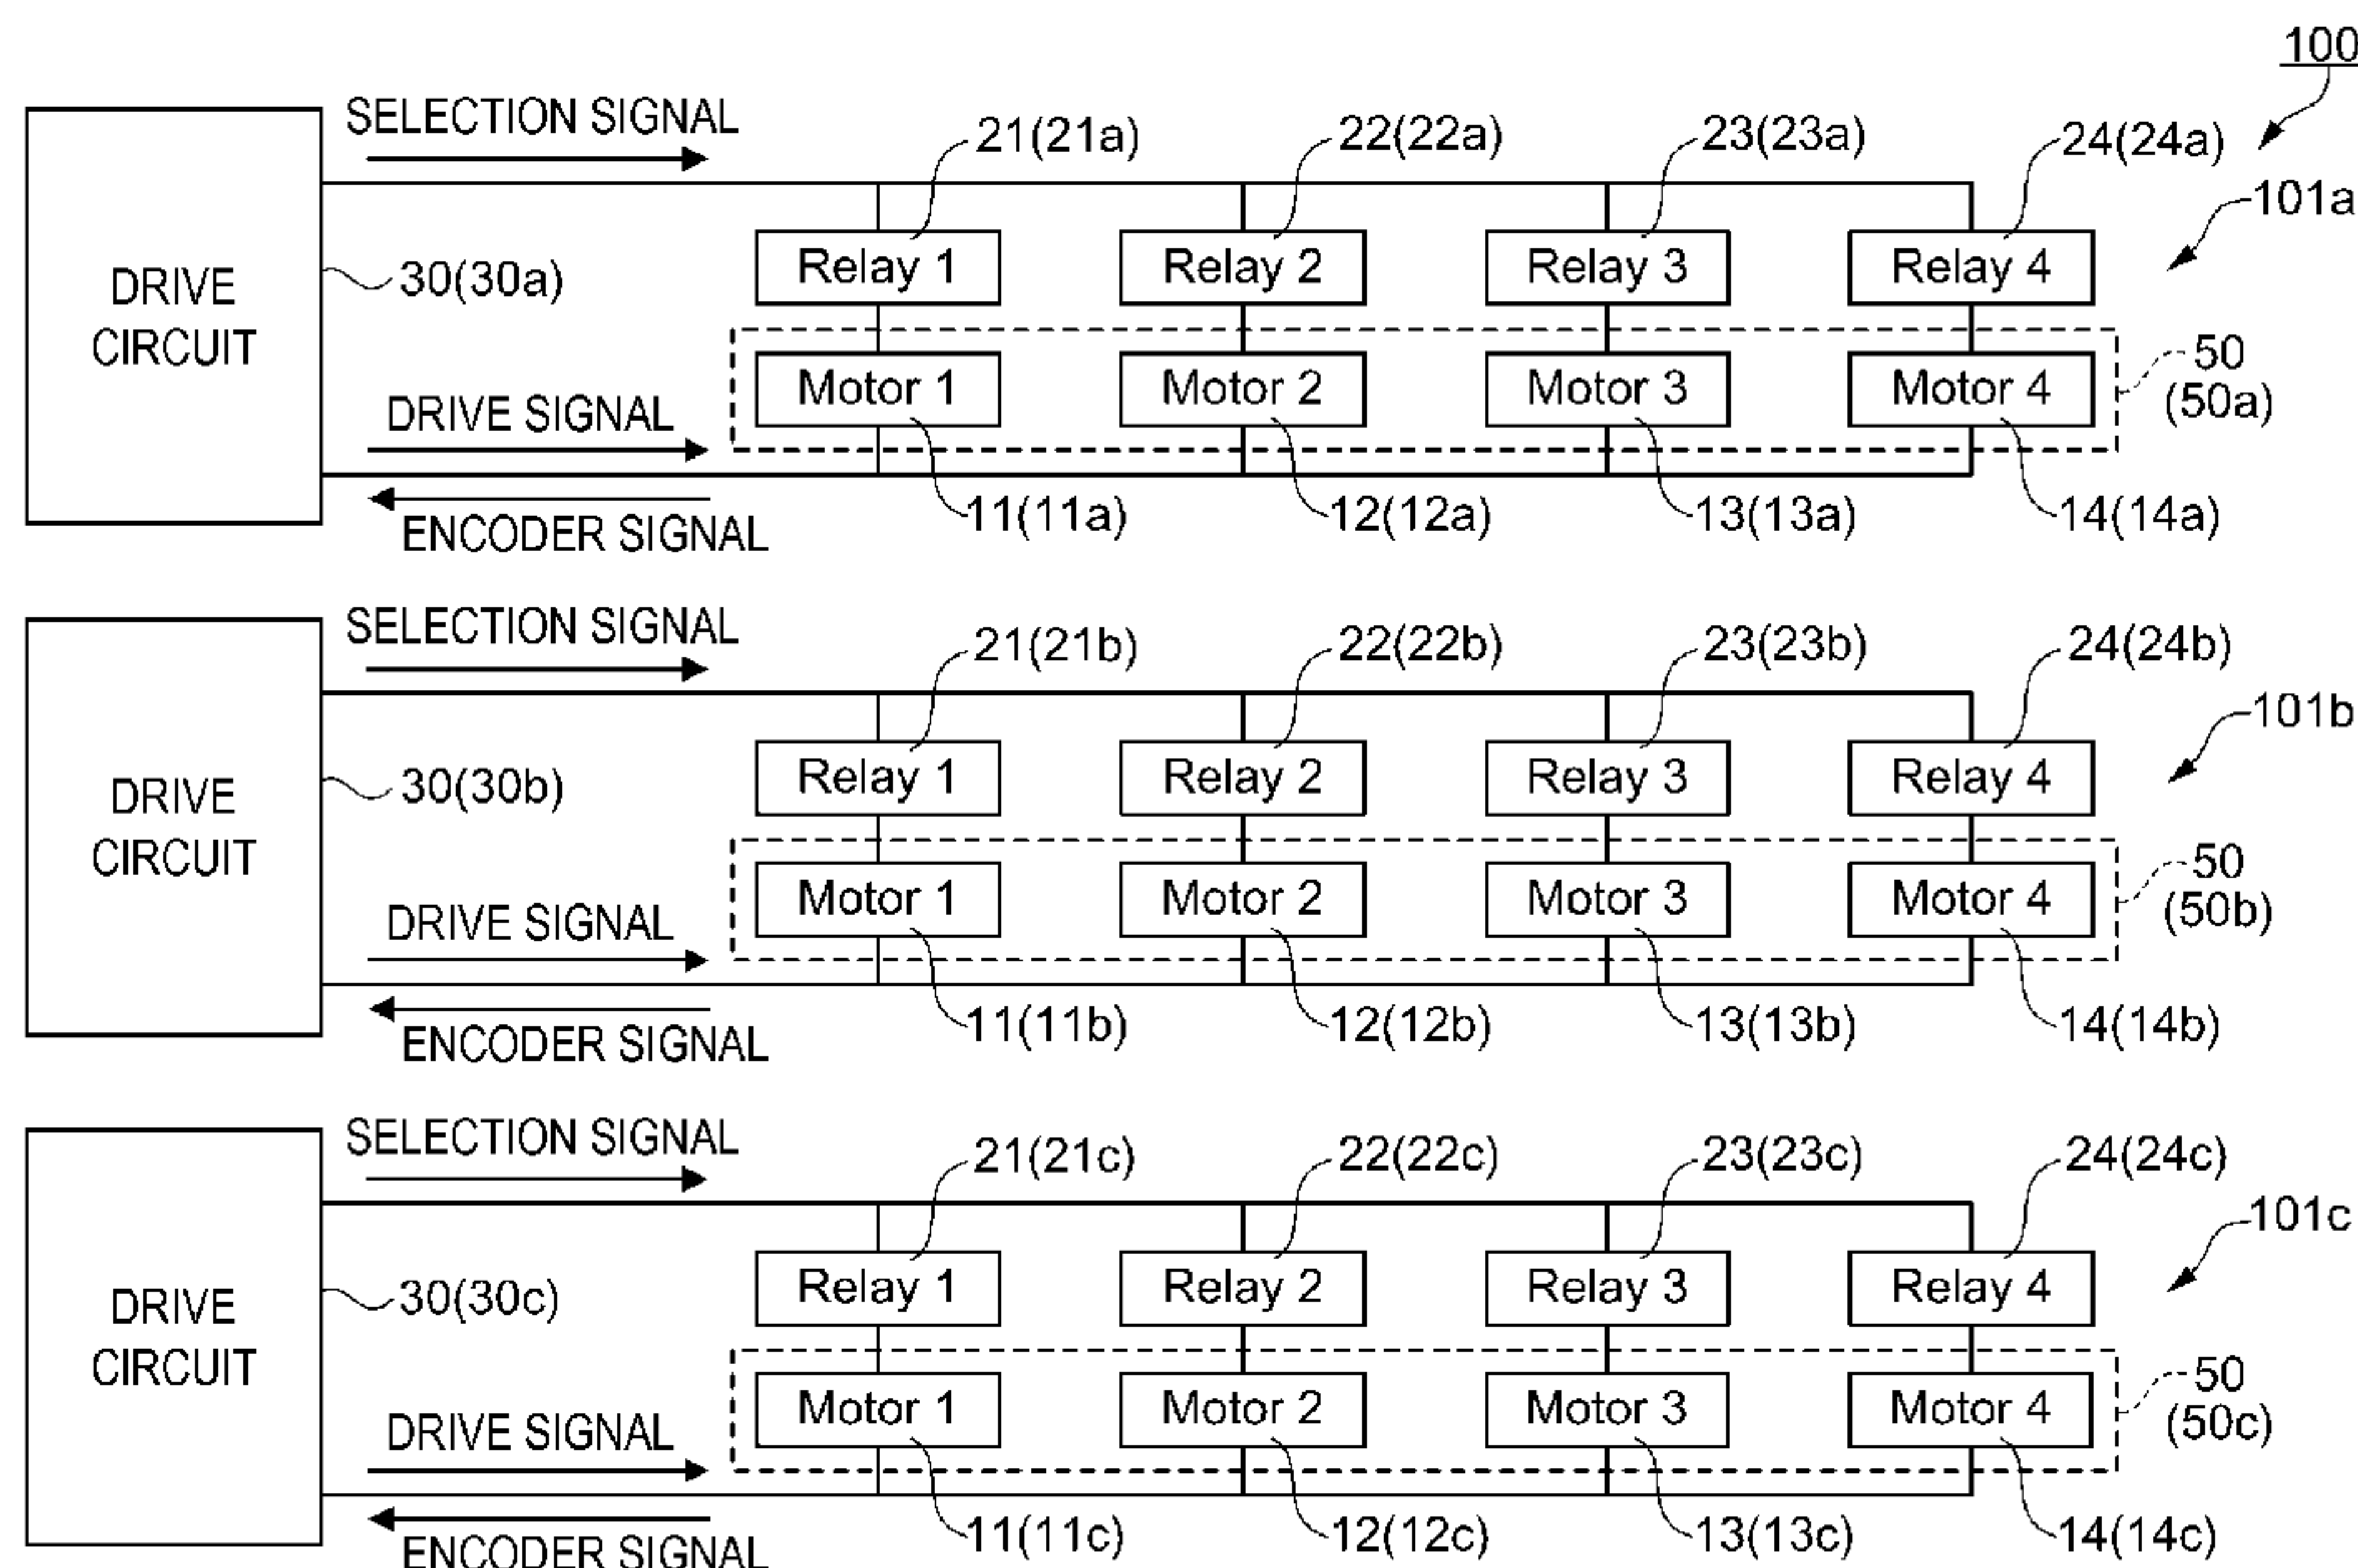 100
SELECTION SIGNAL
21(21a)
22(22a)
23(23a)
24(24a)
101a
DRIVE
CIRCUIT
30(30a)
Relay 1
Relay 2
Relay 3
Relay 4
DRIVE SIGNAL
Motor 1
Motor 2
Motor 3
Motor 4
50
(50a)
ENCODER SIGNAL
11(11a)
12(12a)
13(13a)
14(14a)
SELECTION SIGNAL
21(21b)
22(22b)
23(23b)
24(24b)
101b
DRIVE
CIRCUIT
30(30b)
Relay 1
Relay 2
Relay 3
Relay 4
DRIVE SIGNAL
Motor 1
Motor 2
Motor 3
Motor 4
50
(50b)
ENCODER SIGNAL
11(11b)
12(12b)
13(13b)
14(14b)
SELECTION SIGNAL
21(21c)
22(22c)
23(23c)
24(24c)
101c
DRIVE
CIRCUIT
30(30c)
Relay 1
Relay 2
Relay 3
Relay 4
DRIVE SIGNAL
Motor 1
Motor 2
Motor 3
Motor 4
50
(50c)
ENCODER SIGNAL
11(11c)
12(12c)
13(13c)
14(14c)